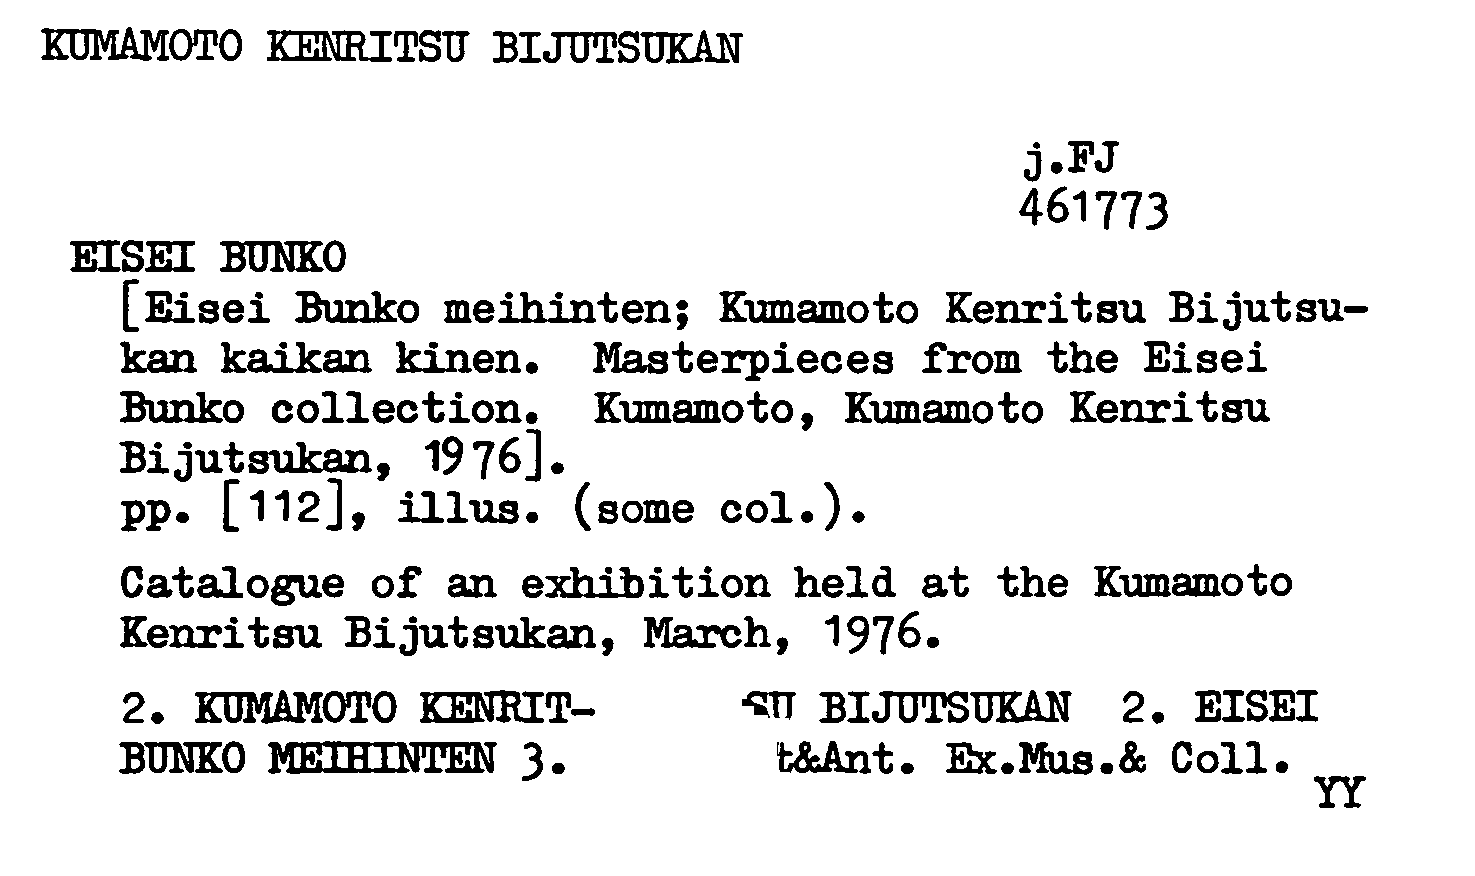 KUMAMOTO KENRITSU BIJUTSUKAN
j.FJ
461773
EISEI BUNKO
[Eisei Bunko meihinten; Kumamoto Kenritsu Bijutsu-
kan kaikan kinen. Masterpieces from the Eisei
Bunko collection. Kumamoto, Kumamoto Kenritsu
Bijutsukan, 1976].
pp. [112], illus. (some col.).
Catalogue of an exhibition held at the Kumamoto
Kenritsu Bijutsukan, March, 1976.
2. KUMAMOTO KENRIT- SU BIJUTSUKAN 2. EISEI
BUNKO MEIHINTEN 3. t&Ant. Ex.Mus.& Coll.
YY